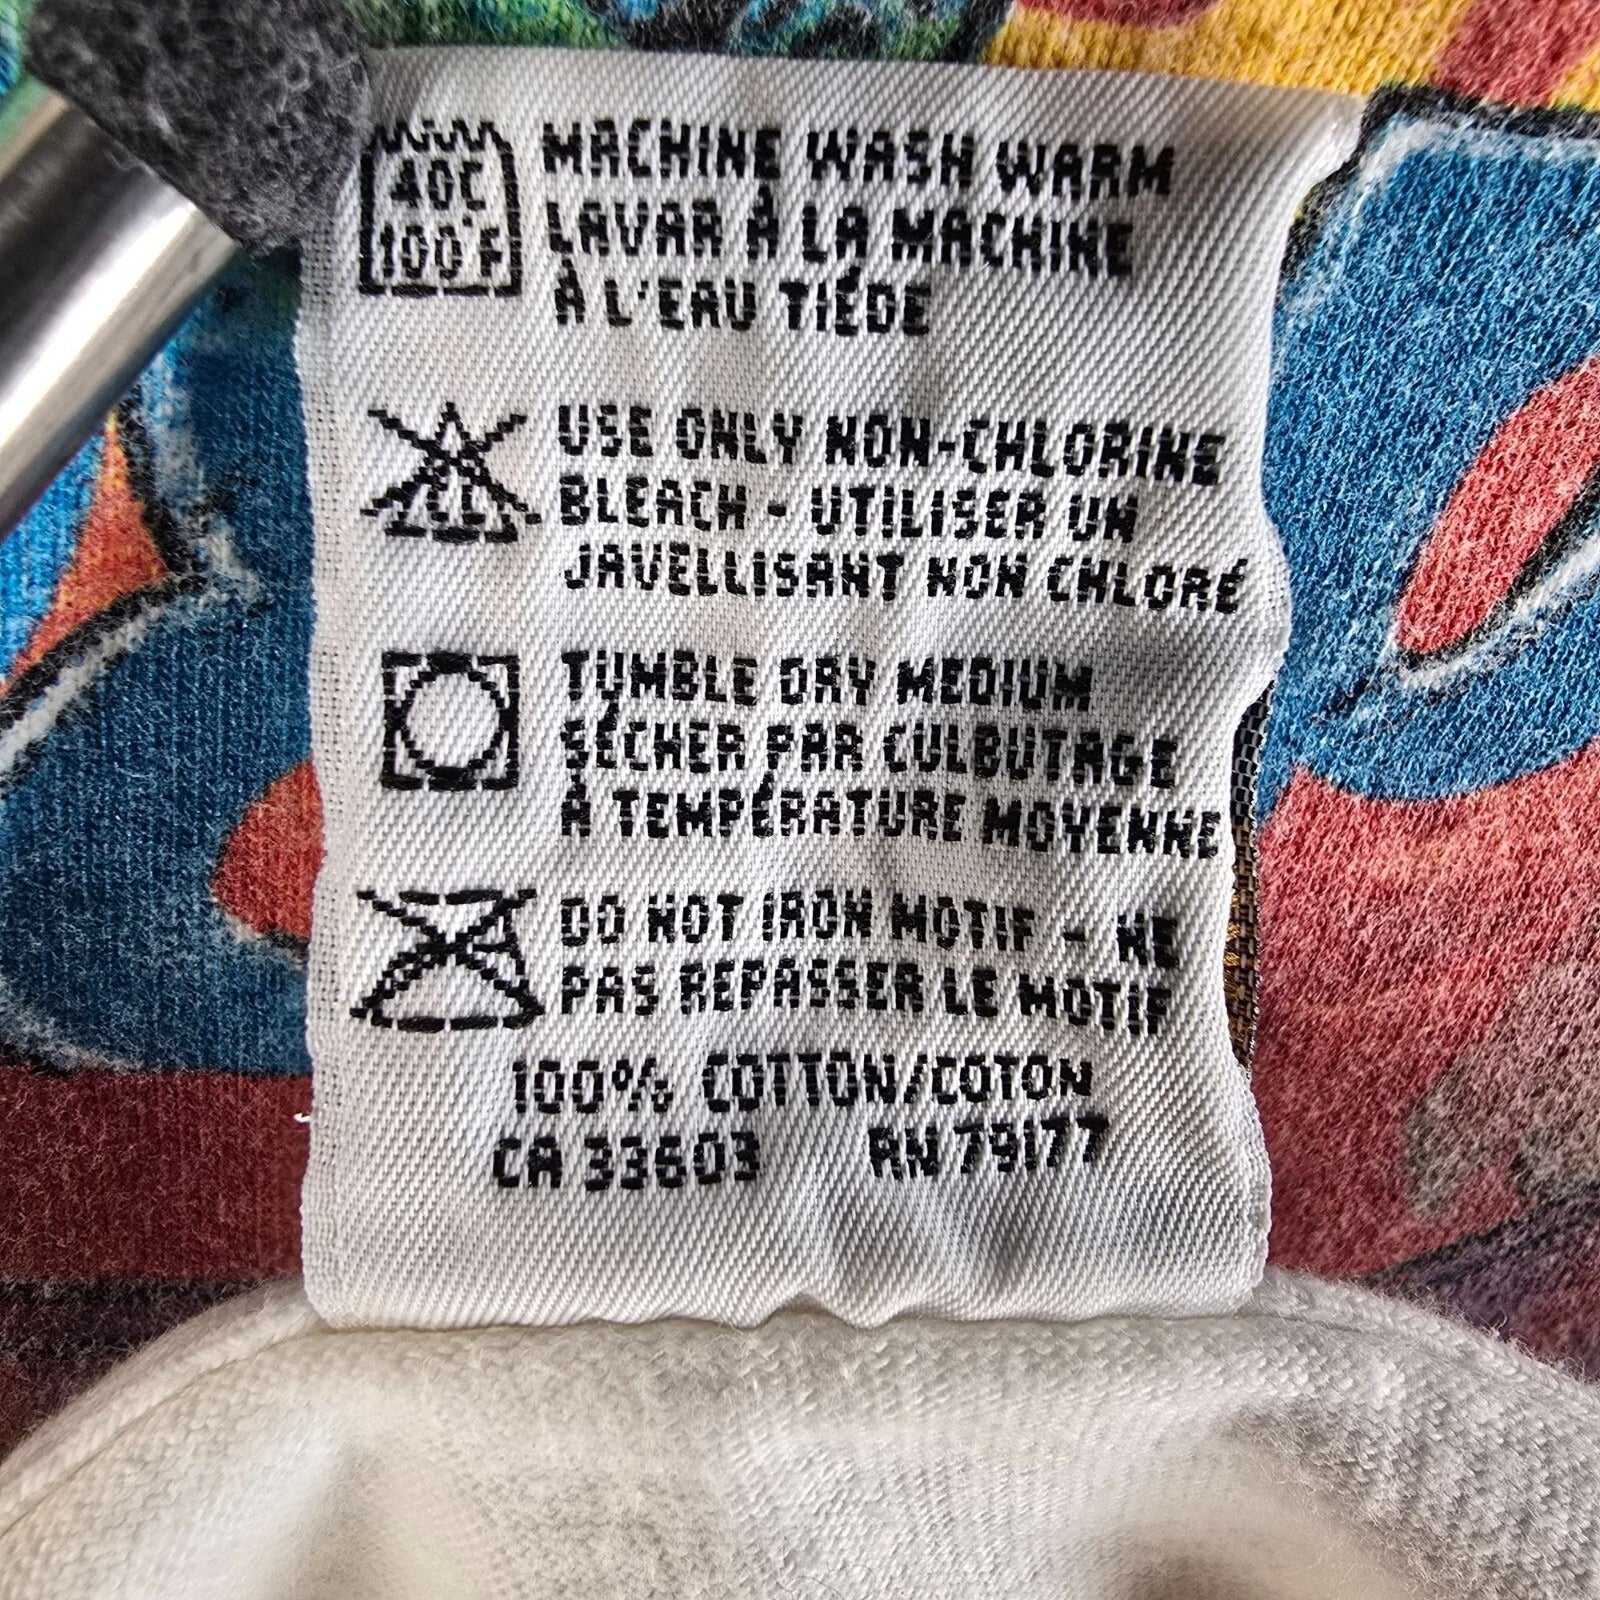 40C
100°F
MACHINE WASH WARM
LAVAR À LA MACHINE
À L'EAU TIÉDE
CL
USE ONLY NON-CHLORINE
BLEACH - UTILISER UN
JAVELLISANT NON CHLORÉ
TUMBLE DRY MEDIUM
SÉCHER PAR CULBUTAGE
À TEMPÉRATURE MOYENNE
DO NOT IRON MOTIF - NE
PAS REPASSER LE MOTIF
100% COTTON/COTON
CA 33603 RN 79177